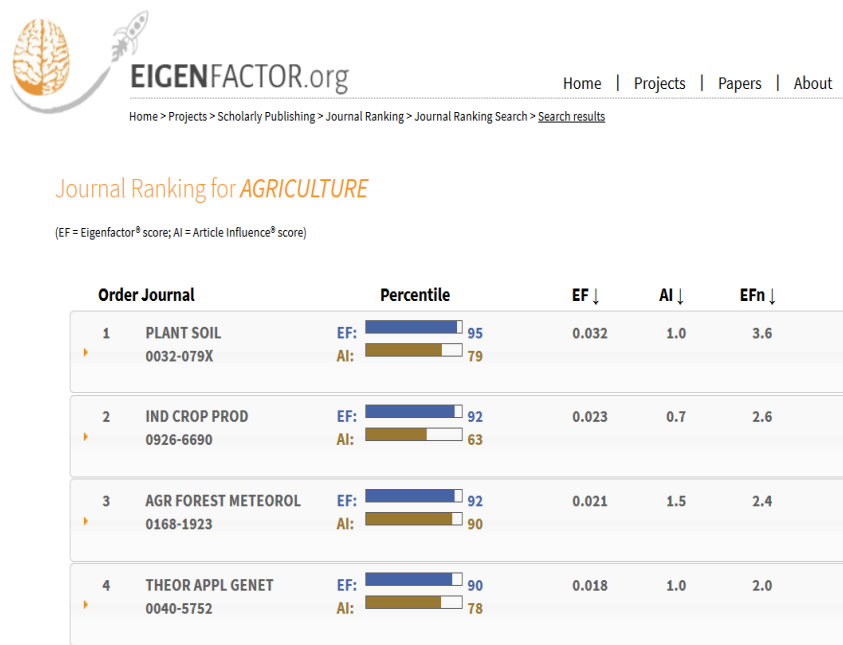 EIGENFACTOR.org
Home | Projects | Papers | About
Home > Projects > Scholarly Publishing > Journal Ranking > Journal Ranking Search > Search results
Journal Ranking for AGRICULTURE
(EF = Eigenfactor® score; AI = Article Influence® score)
Order Journal Percentile EF ↓ AI ↓ EFn ↓
1 PLANT SOIL EF: 95 0.032 1.0 3.6
0032-079X AI: 79
2 IND CROP PROD EF: 92 0.023 0.7 2.6
0926-6690 AI: 63
3 AGR FOREST METEOROL EF: 92 0.021 1.5 2.4
0168-1923 AI: 90
4 THEOR APPL GENET EF: 90 0.018 1.0 2.0
0040-5752 AI: 78